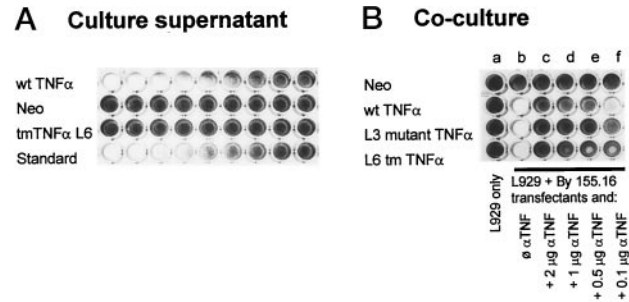 A Culture supernatant
wt TNFα
Neo
tmTNFα L6
Standard
B Co-culture
a b c d e f
Neo
wt TNFα
L3 mutant TNFα
L6 tm TNFα
L929 only
L929 + By 155.16
transfectants and:
ø αTNF
+ 2 µg αTNF
+ 1 µg αTNF
+ 0.5 µg αTNF
+ 0.1 µg αTNF